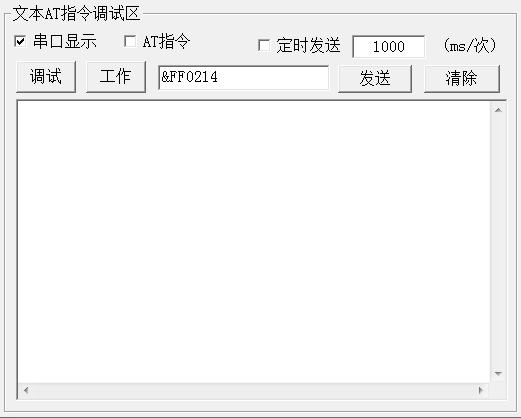 文本AT指令调试区
串口显示 AT指令 定时发送 1000 (ms/次)
调试 工作 &FF0214 发送 清除